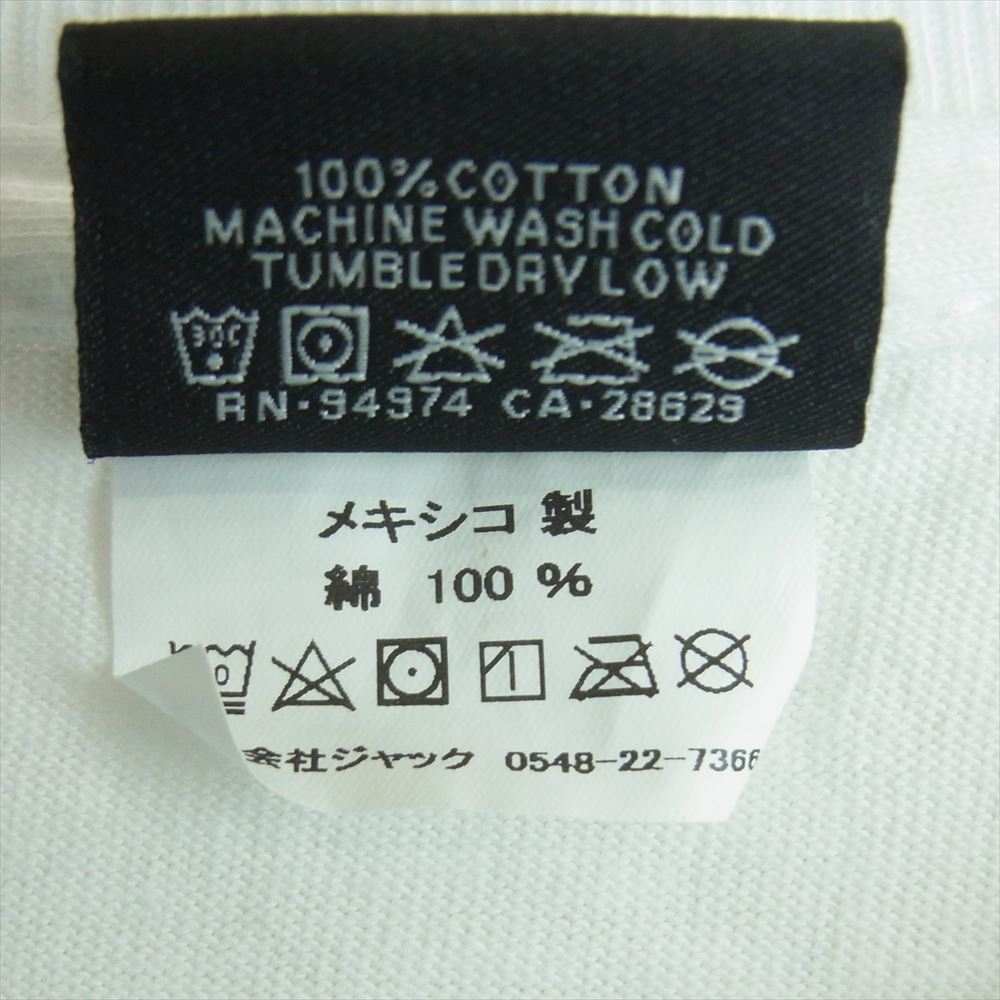 100% COTTON
MACHINE WASH COLD
TUMBLE DRY LOW
30C
RN-94974 CA-28629
メキシコ 製
綿 100 %
会社ジャック 0548-22-7366